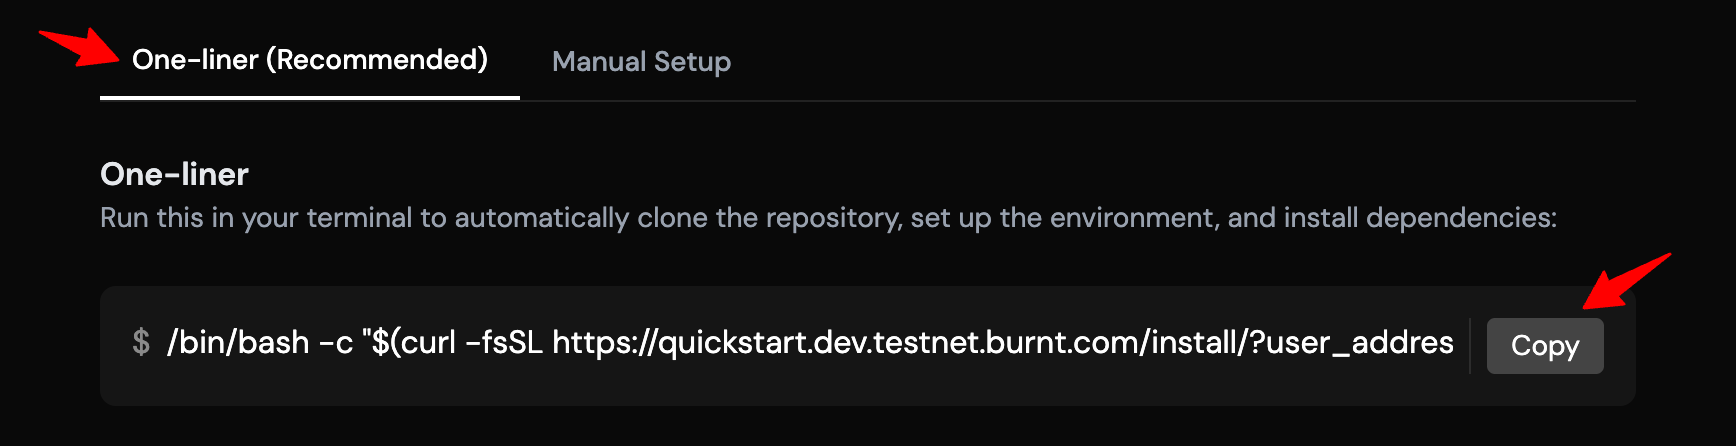 One-liner (Recommended)
Manual Setup
One-liner
Run this in your terminal to automatically clone the repository, set up the environment, and install dependencies:
$ /bin/bash -c "$(curl -fsSL https://quickstart.dev.testnet.burnt.com/install/?user_addres
Copy